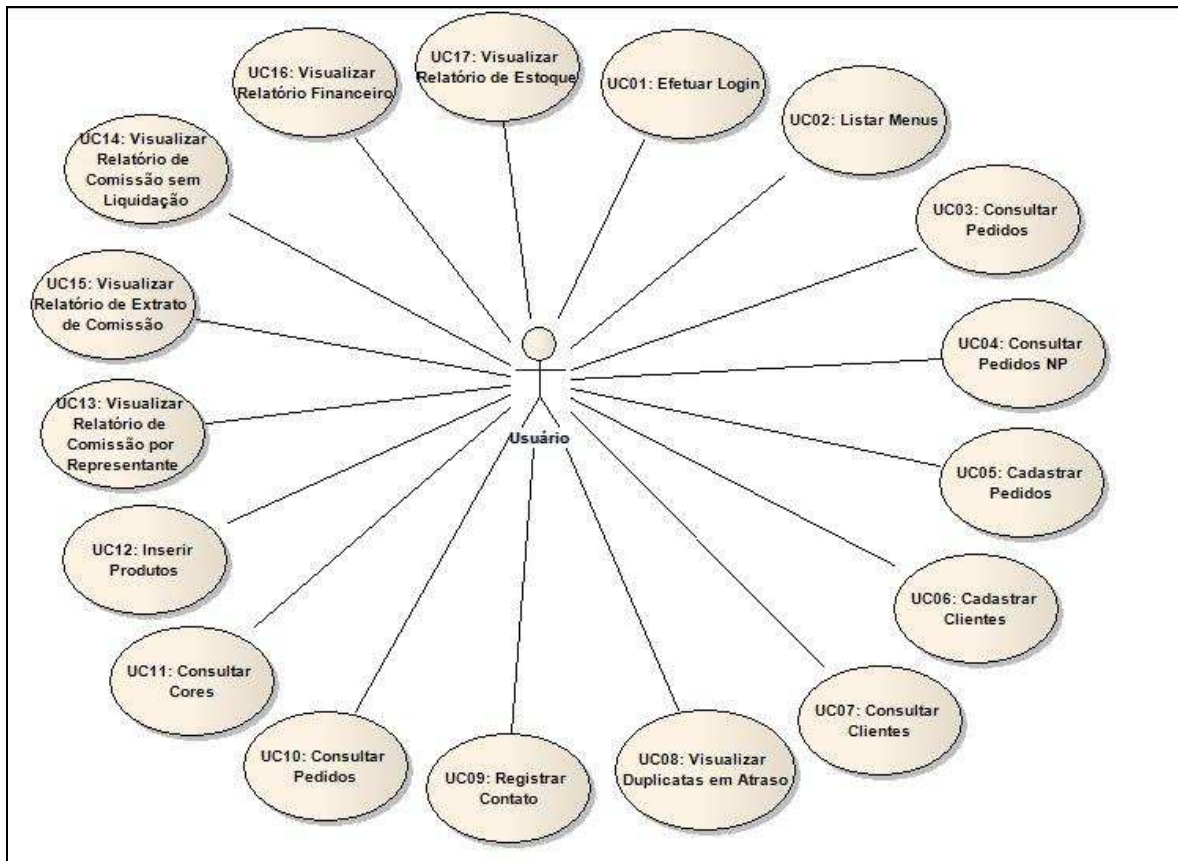 UC17: Visualizar
Relatório de Estoque
UC16: Visualizar
Relatório Financeiro
UC01: Efetuar Login
UC02: Listar Menus
UC14: Visualizar
Relatório de
Comissão sem
Liquidação
UC03: Consultar
Pedidos
UC15: Visualizar
Relatório de Extrato
de Comissão
UC04: Consultar
Pedidos NP
UC13: Visualizar
Relatório de
Comissão por
Representante
Usuário
UC05: Cadastrar
Pedidos
UC12: Inserir
Produtos
UC06: Cadastrar
Clientes
UC11: Consultar
Cores
UC07: Consultar
Clientes
UC10: Consultar
Pedidos
UC09: Registrar
Contato
UC08: Visualizar
Duplicatas em Atraso